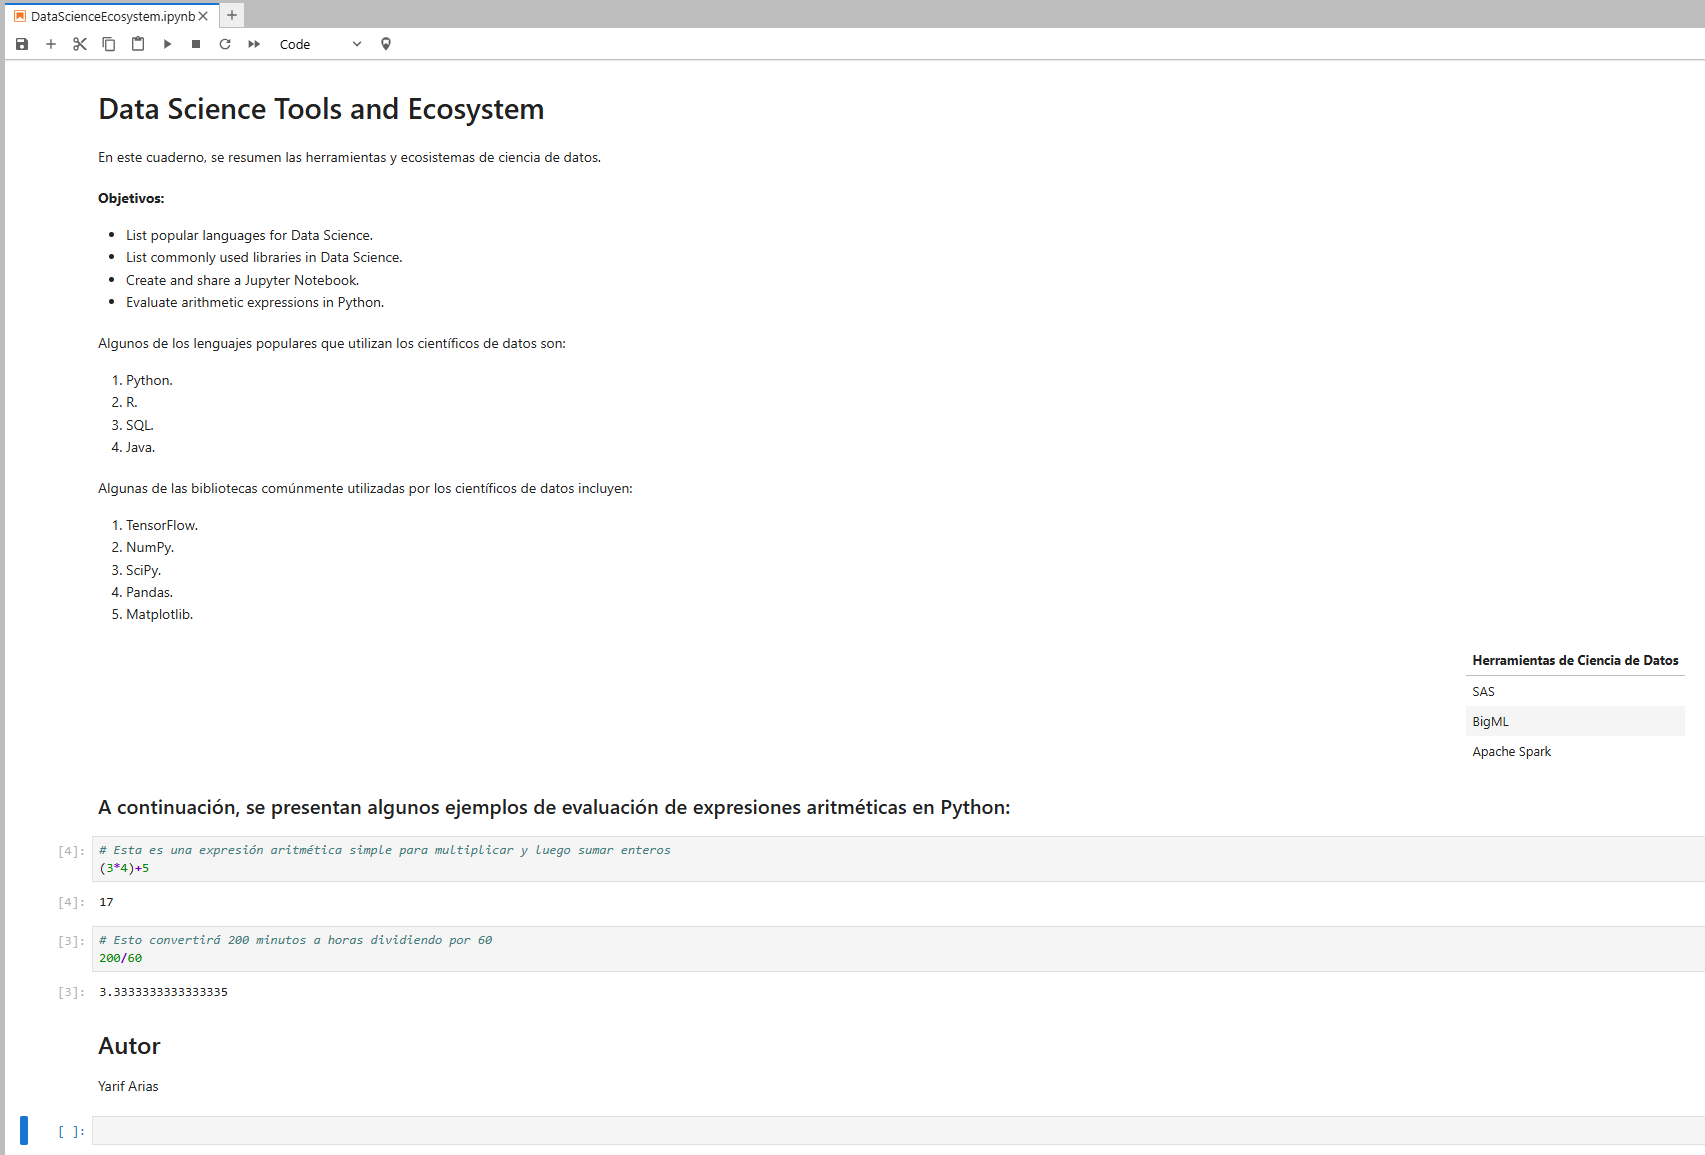 DataScienceEcosystem.ipynb
Code
Data Science Tools and Ecosystem
En este cuaderno, se resumen las herramientas y ecosistemas de ciencia de datos.
Objetivos:
• List popular languages for Data Science.
• List commonly used libraries in Data Science.
• Create and share a Jupyter Notebook.
• Evaluate arithmetic expressions in Python.
Algunos de los lenguajes populares que utilizan los científicos de datos son:
1. Python.
2. R.
3. SQL.
4. Java.
Algunas de las bibliotecas comúnmente utilizadas por los científicos de datos incluyen:
1. TensorFlow.
2. NumPy.
3. SciPy.
4. Pandas.
5. Matplotlib.
Herramientas de Ciencia de Datos
SAS
BigML
Apache Spark
A continuación, se presentan algunos ejemplos de evaluación de expresiones aritméticas en Python:
[4]: # Esta es una expresión aritmética simple para multiplicar y luego sumar enteros
(3*4)+5
[4]: 17
[3]: # Esto convertirá 200 minutos a horas dividiendo por 60
200/60
[3]: 3.3333333333333335
Autor
Yarif Arias
[ ]: